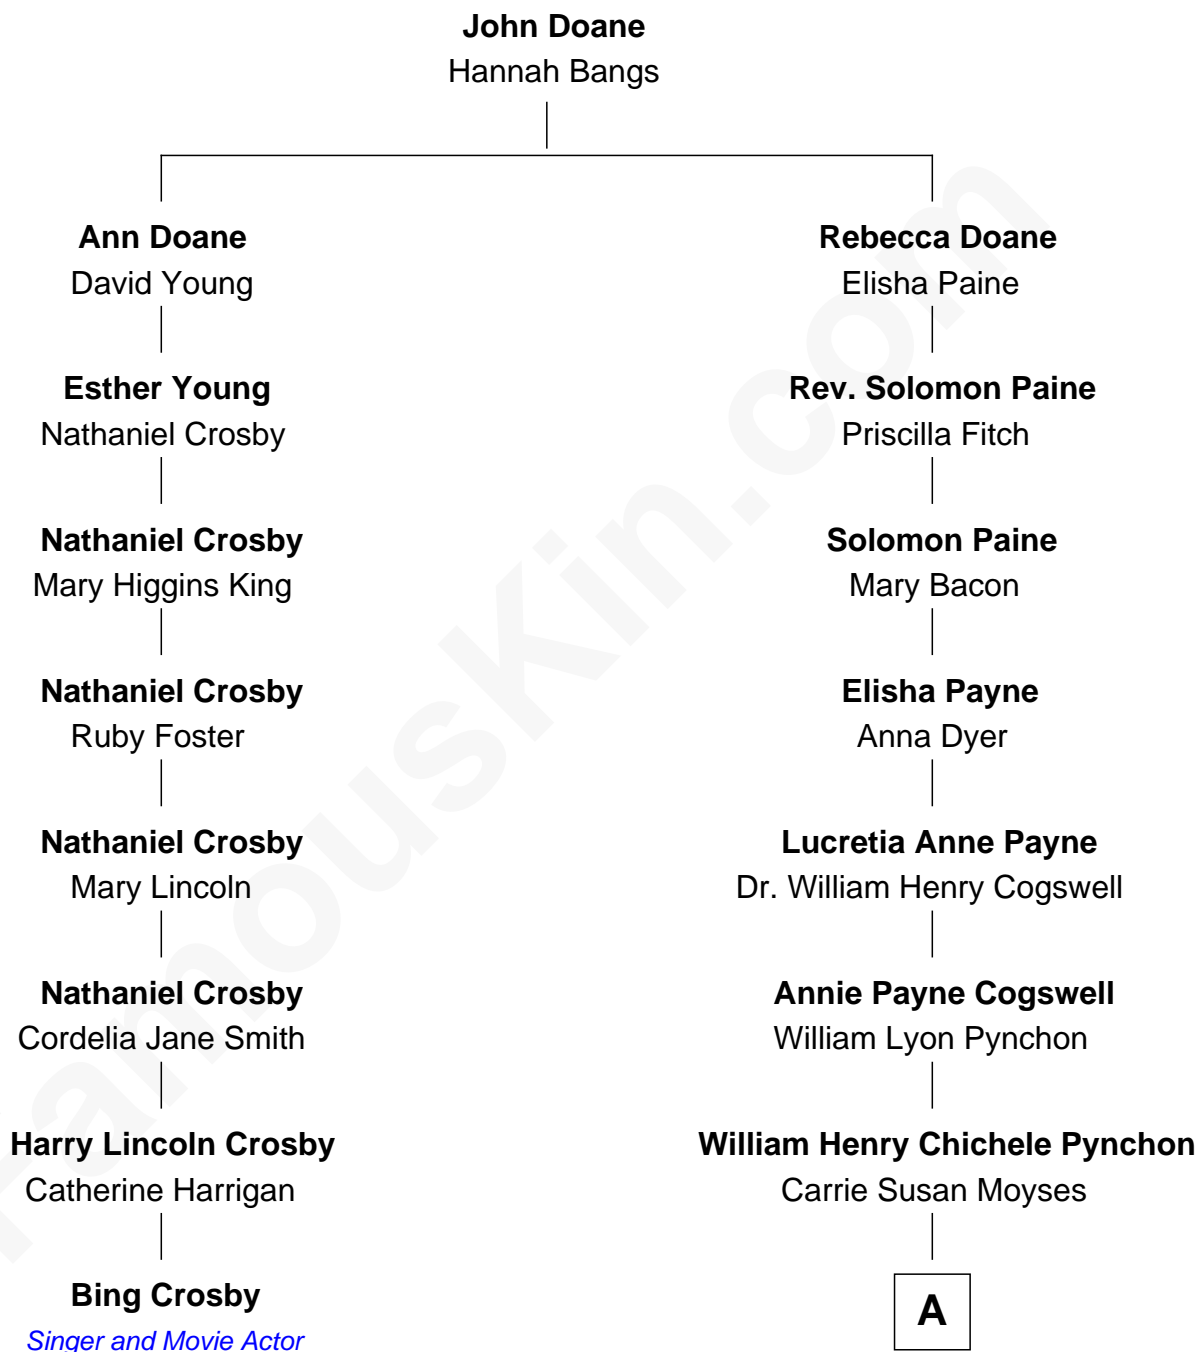 John Doane
Hannah Bangs
Ann Doane
David Young
Rebecca Doane
Elisha Paine
Esther Young
Nathaniel Crosby
Rev. Solomon Paine
Priscilla Fitch
Nathaniel Crosby
Mary Higgins King
Solomon Paine
Mary Bacon
Nathaniel Crosby
Ruby Foster
Elisha Payne
Anna Dyer
Nathaniel Crosby
Mary Lincoln
Lucretia Anne Payne
Dr. William Henry Cogswell
Nathaniel Crosby
Cordelia Jane Smith
Annie Payne Cogswell
William Lyon Pynchon
Harry Lincoln Crosby
Catherine Harrigan
William Henry Chichele Pynchon
Carrie Susan Moyses
Bing Crosby
Singer and Movie Actor
A
FamousKin.com